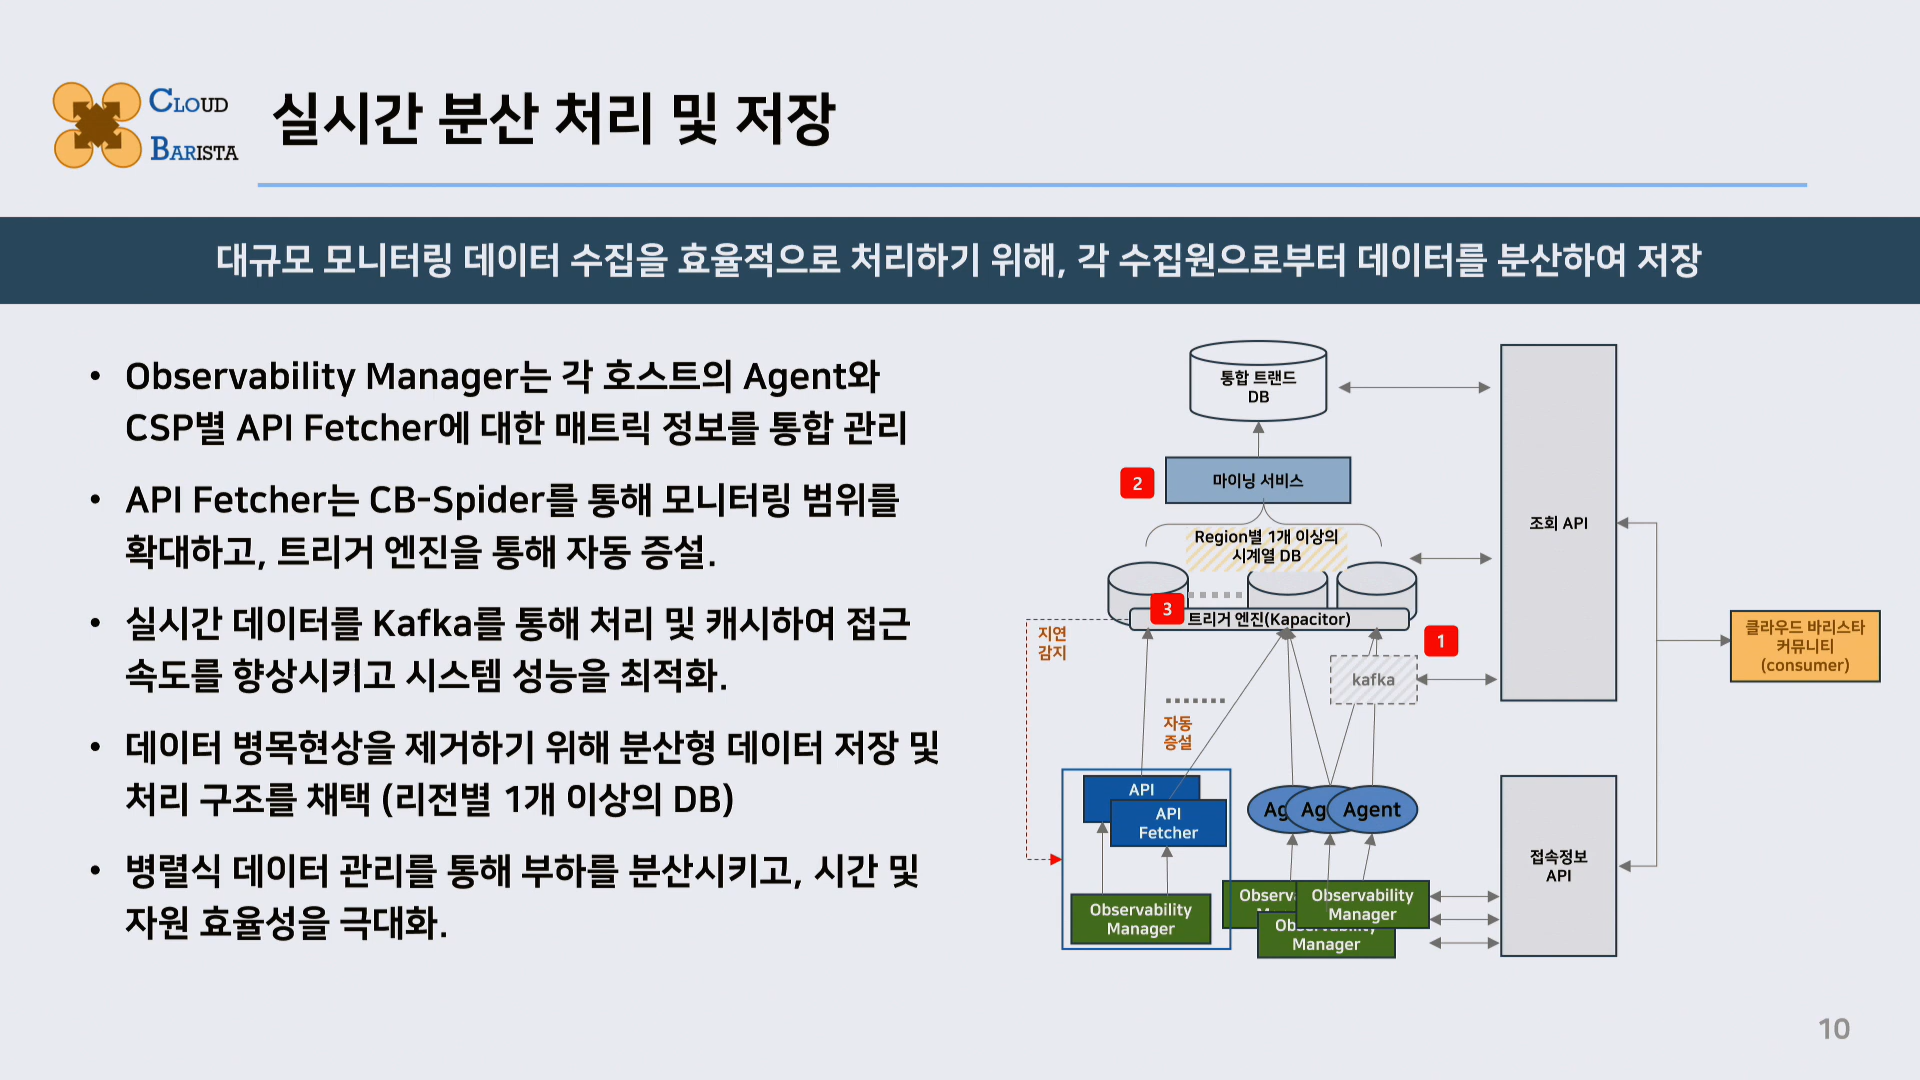 CLOUD
BARISTA
실시간 분산 처리 및 저장
대규모 모니터링 데이터 수집을 효율적으로 처리하기 위해, 각 수집원으로부터 데이터를 분산하여 저장
• Observability Manager는 각 호스트의 Agent와
CSP별 API Fetcher에 대한 매트릭 정보를 통합 관리
• API Fetcher는 CB-Spider를 통해 모니터링 범위를
확대하고, 트리거 엔진을 통해 자동 증설.
• 실시간 데이터를 Kafka를 통해 처리 및 캐시하여 접근
속도를 향상시키고 시스템 성능을 최적화.
• 데이터 병목현상을 제거하기 위해 분산형 데이터 저장 및
처리 구조를 채택 (리전별 1개 이상의 DB)
• 병렬식 데이터 관리를 통해 부하를 분산시키고, 시간 및
자원 효율성을 극대화.
통합 트랜드
DB
2
마이닝 서비스
Region별 1개 이상의
시계열 DB
3
트리거 엔진(Kapacitor)
1
지연
감지
kafka
자동
증설
API
API
Fetcher
Ag
Ag
Agent
Observability
Manager
Observ
Observability
Manager
Manager
조회 API
접속정보
API
클라우드 바리스타
커뮤니티
(consumer)
10